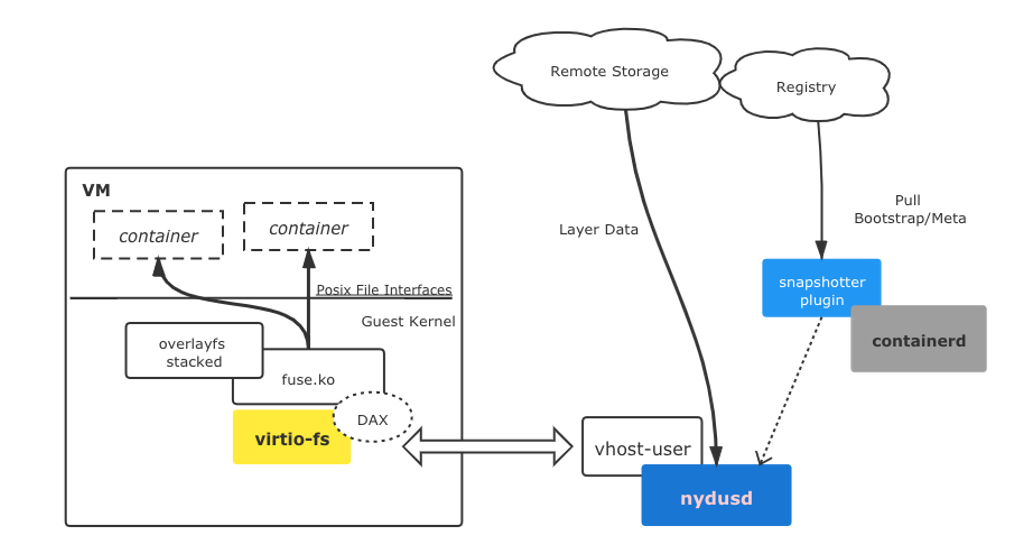 Remote Storage
Registry
VM
container
container
Layer Data
Pull
Bootstrap/Meta
snapshotter
plugin
Posix File Interfaces
Guest Kernel
containerd
overlayfs
stacked
fuse.ko
DAX
virtio-fs
vhost-user
nydusd